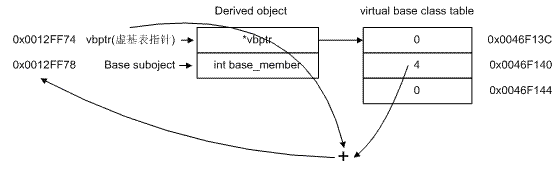 Derived object virtual base class table
0x0012FF74 vbptr(虚基表指针) *vbptr 0 0x0046F13C
0x0012FF78 Base suboject int base_member 4 0x0046F140
0 0x0046F144
+